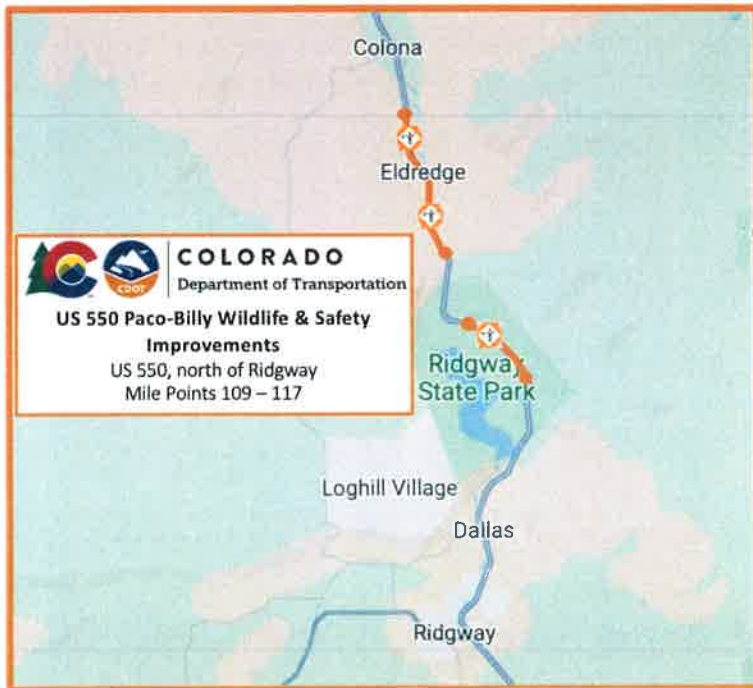 Colona
Eldredge
COLORADO
CDOT
Department of Transportation
US 550 Paco-Billy Wildlife & Safety
Improvements
US 550, north of Ridgway
Mile Points 109 – 117
Ridgway
State Park
Loghill Village
Dallas
Ridgway